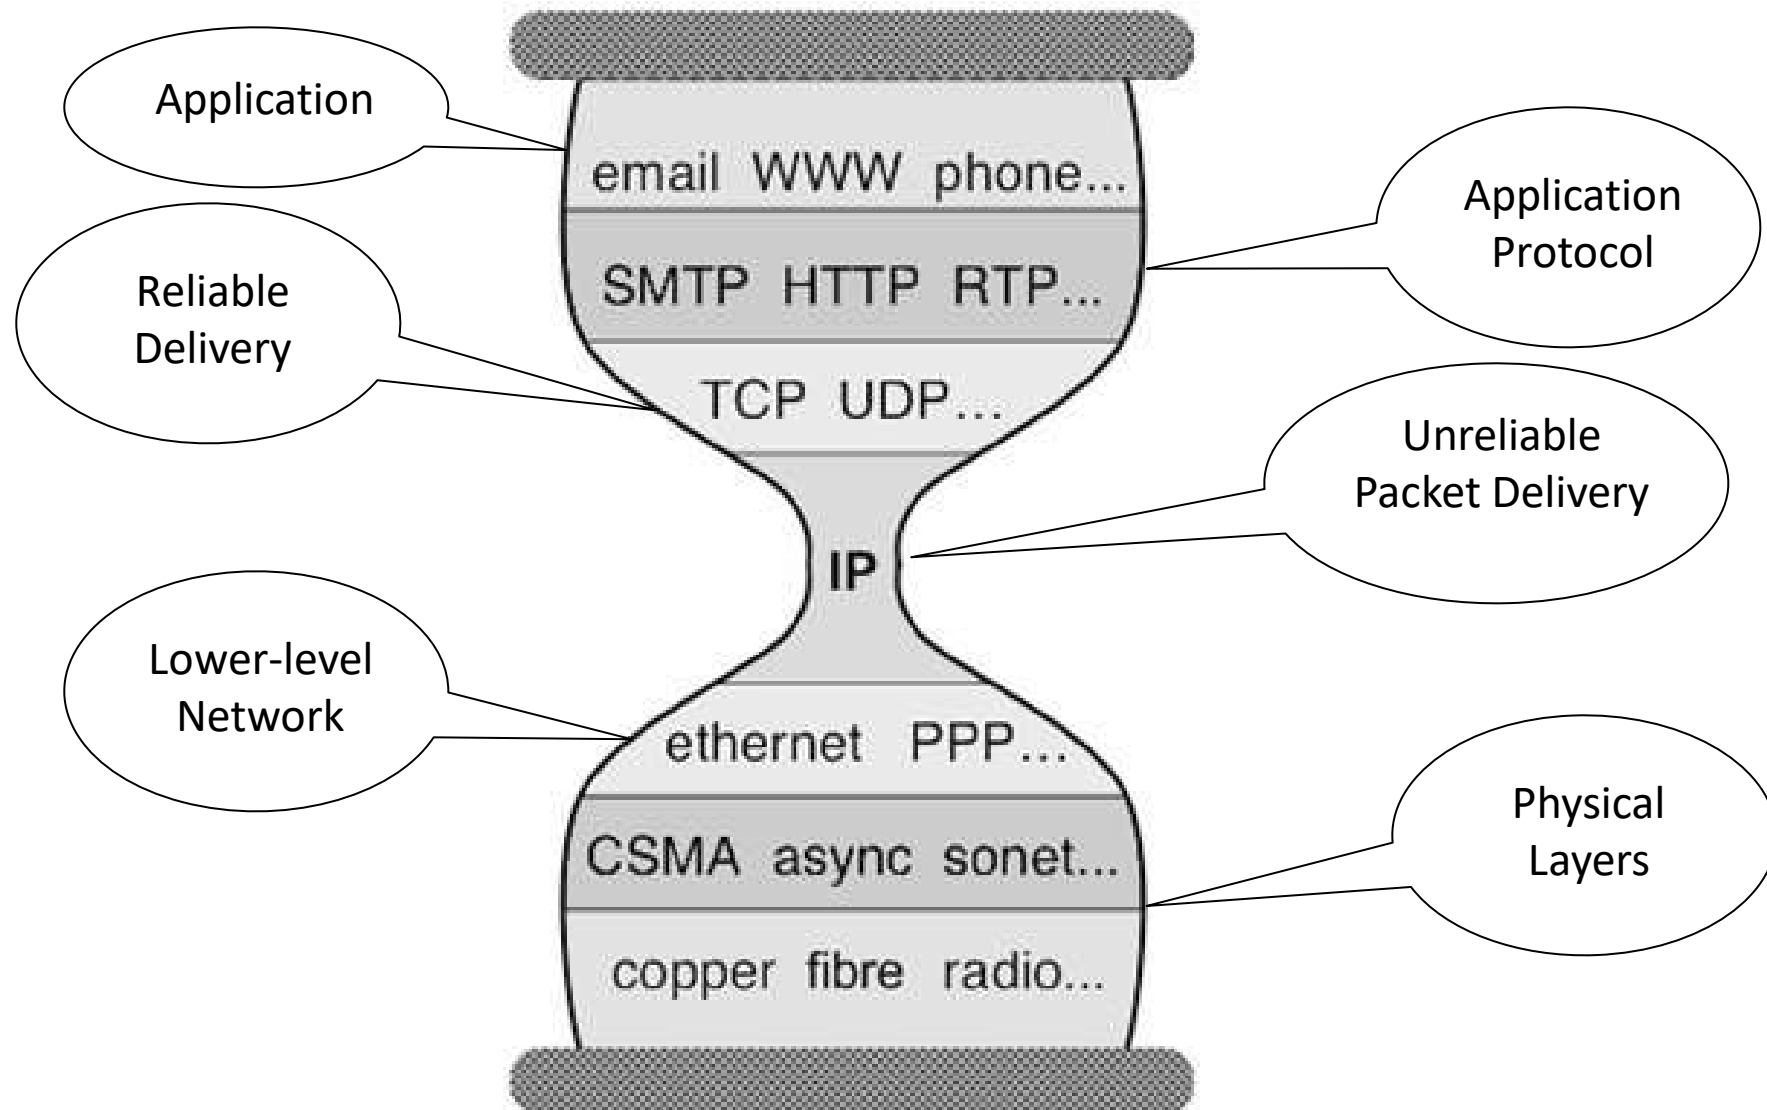 Application
email WWW phone...
Application
Protocol
SMTP HTTP RTP...
Reliable
Delivery
TCP UDP...
Unreliable
Packet Delivery
IP
Lower-level
Network
ethernet PPP...
Physical
Layers
CSMA async sonet...
copper fibre radio...